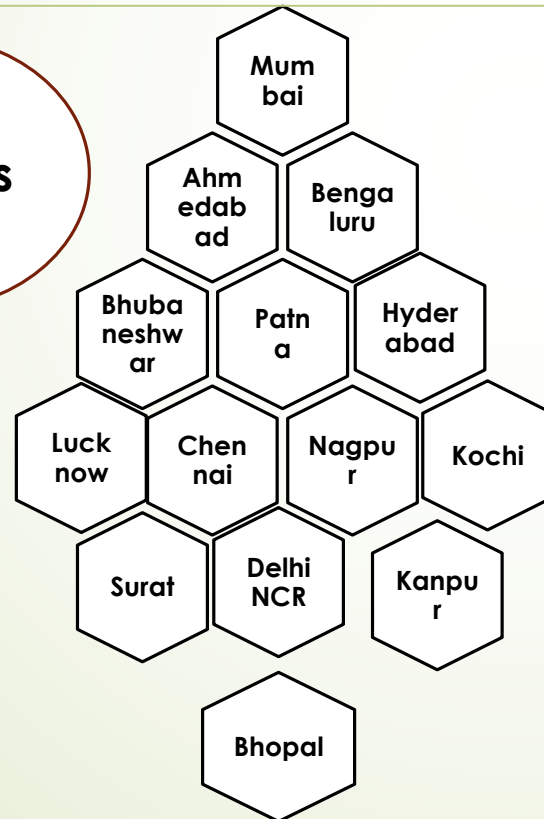 s
Mum
bai
Ahm
edab
ad
Benga
luru
Bhuba
neshw
ar
Patn
a
Hyder
abad
Luck
now
Chen
nai
Nagpu
r
Kochi
Surat
Delhi
NCR
Kanpu
r
Bhopal